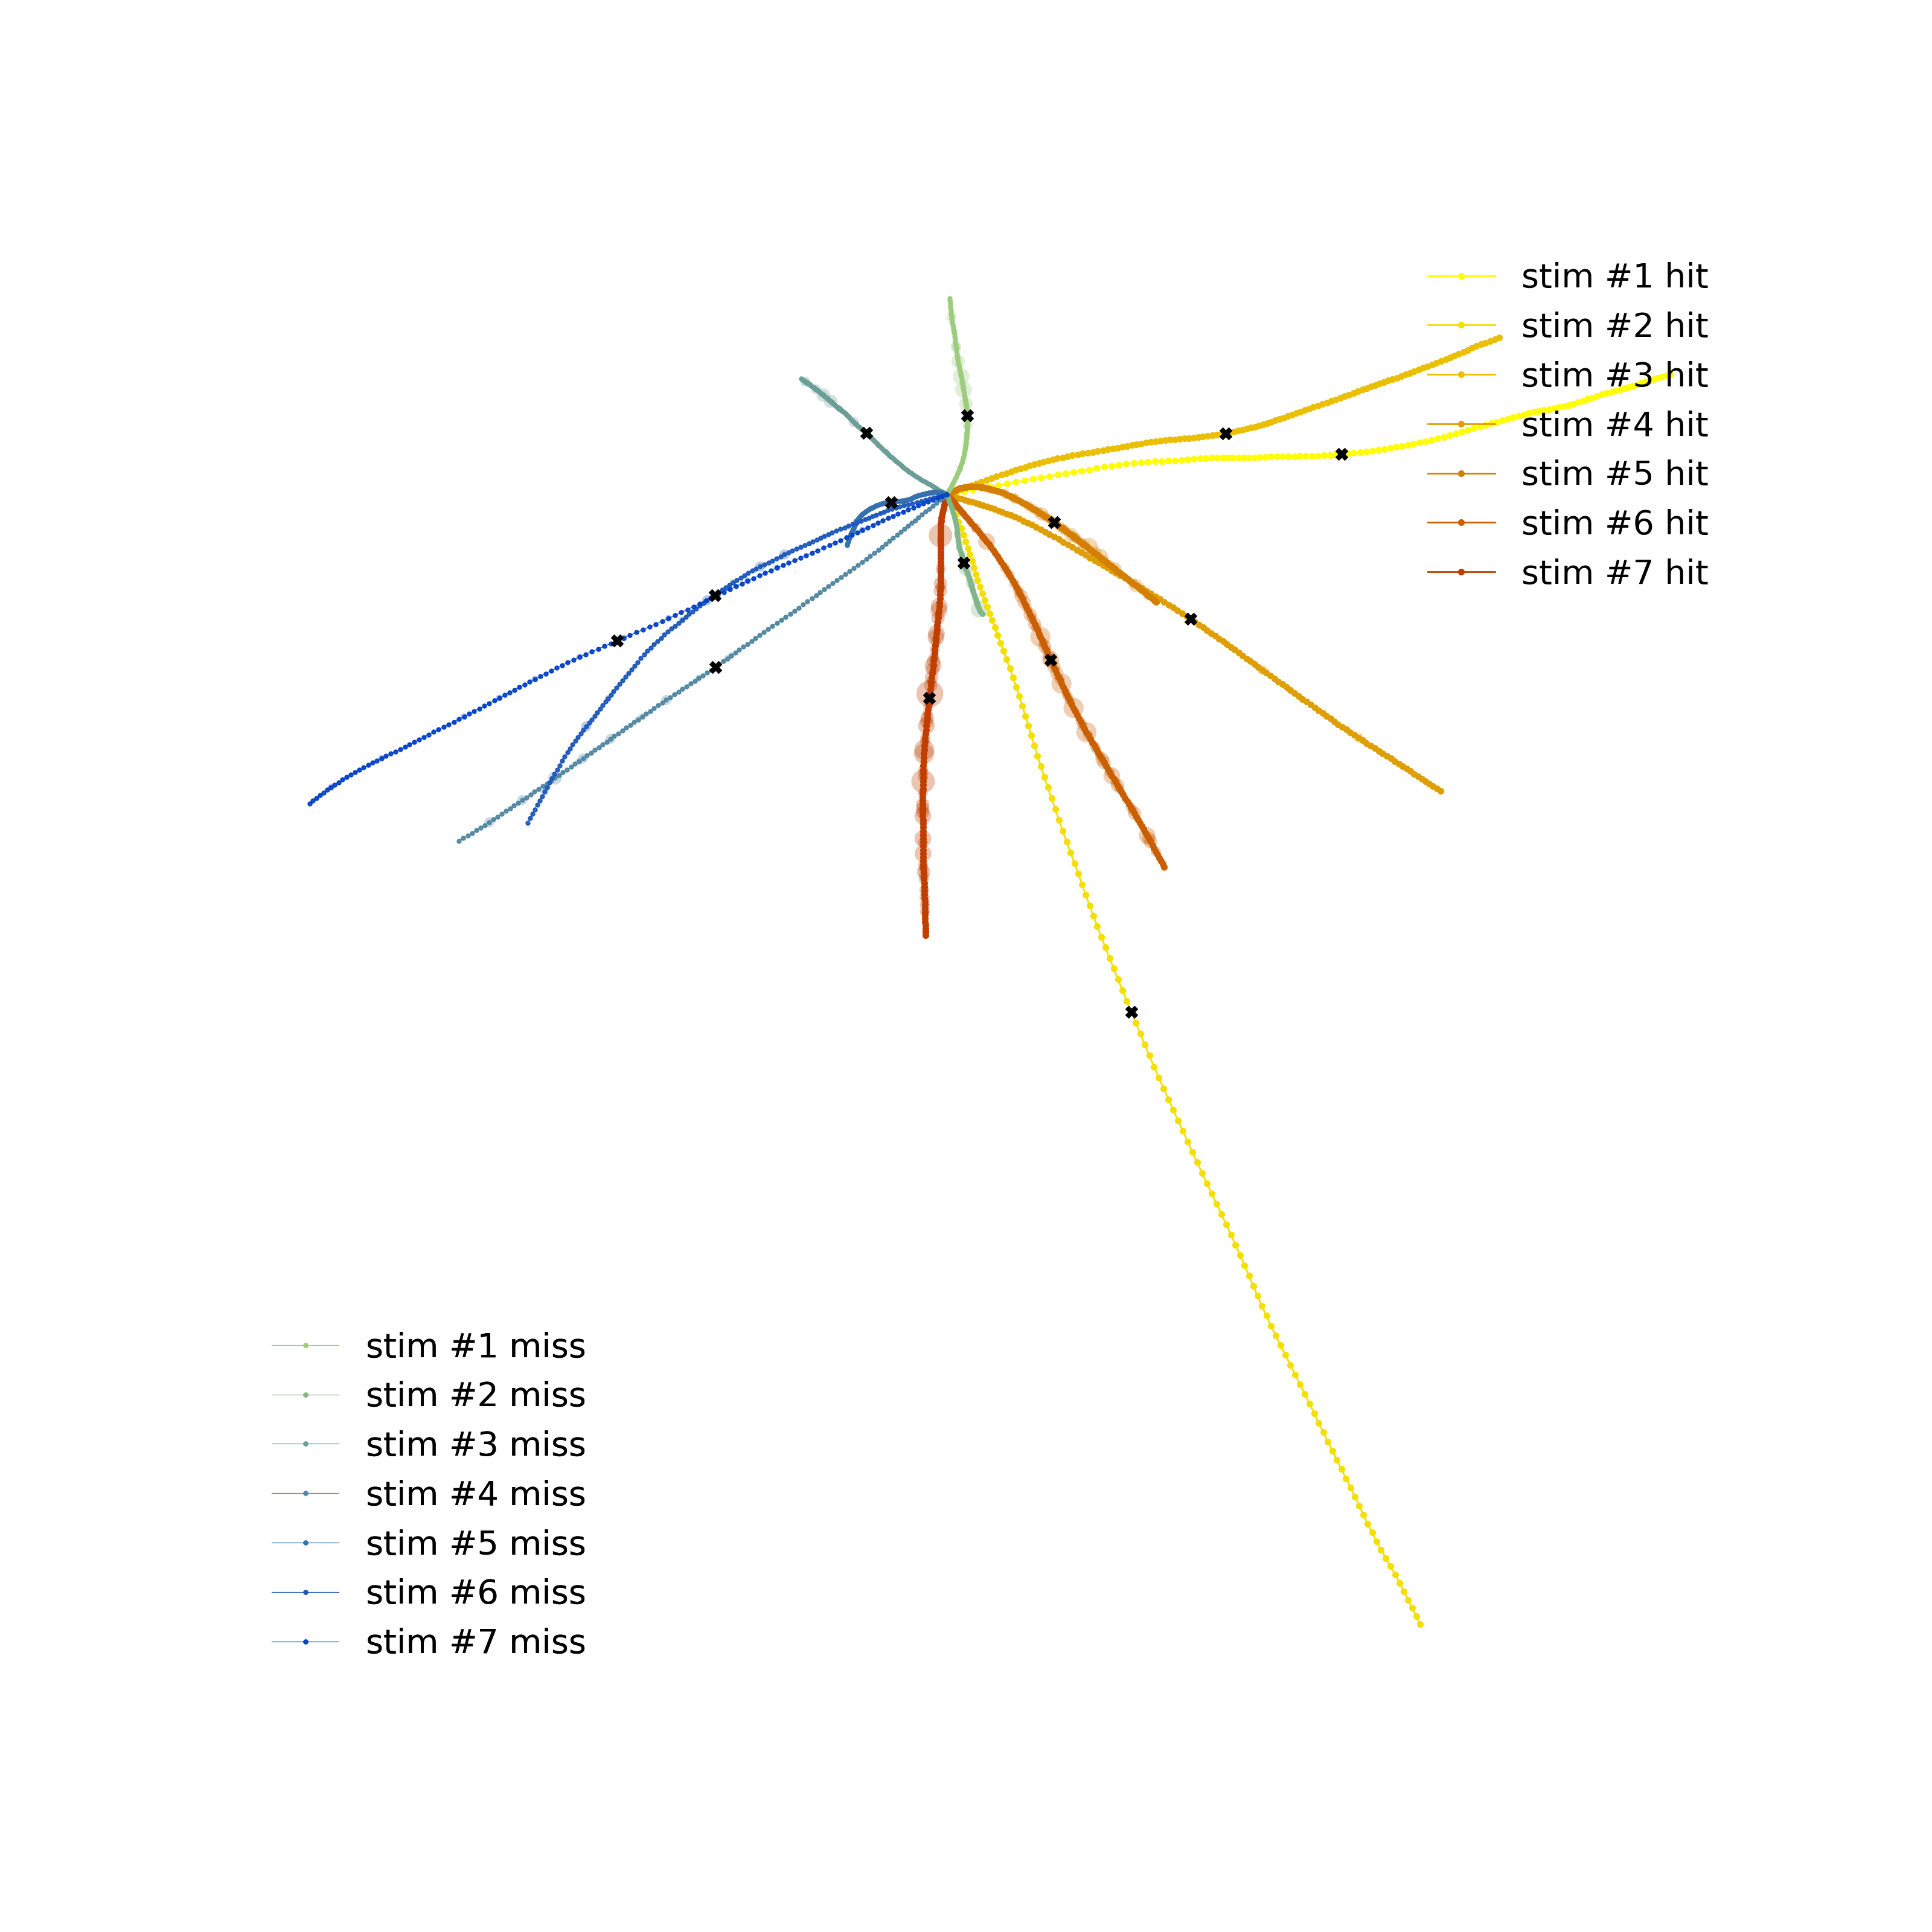 stim #1 hit
stim #2 hit
stim #3 hit
stim #4 hit
stim #5 hit
stim #6 hit
stim #7 hit
stim #1 miss
stim #2 miss
stim #3 miss
stim #4 miss
stim #5 miss
stim #6 miss
stim #7 miss